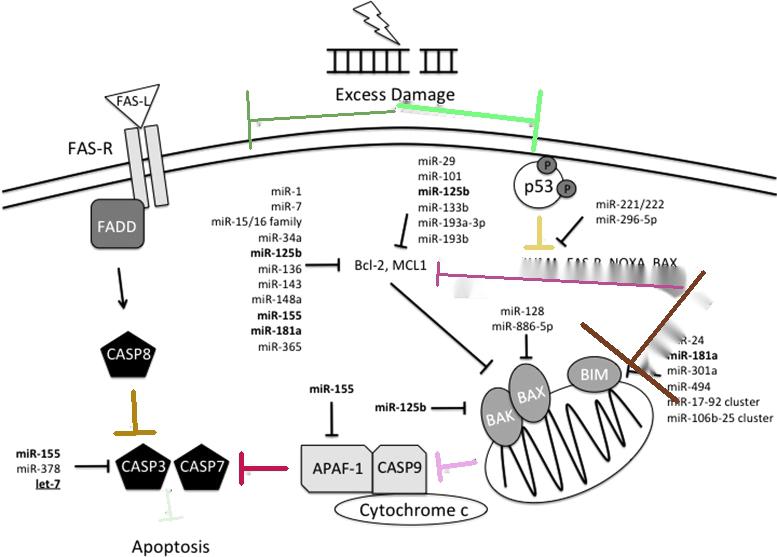 Excess Damage
FAS-L
FAS-R
FADD
miR-29
miR-101
miR-125b
miR-133b
miR-193a-3p
miR-193b
P
p53
P
miR-221/222
miR-296-5p
miR-1
miR-7
miR-15/16 family
miR-34a
miR-125b
miR-136
miR-143
miR-148a
miR-155
miR-181a
miR-365
Bcl-2, MCL1
FAS-R NOXA BAX
miR-128
miR-886-5p
R-24
miR-181a
miR-301a
miR-494
miR-17-92 cluster
miR-106b-25 cluster
CASP8
BIM
BAX
BAK
miR-155
miR-125b
miR-155
miR-378
let-7
CASP3
CASP7
APAF-1
CASP9
Cytochrome c
Apoptosis